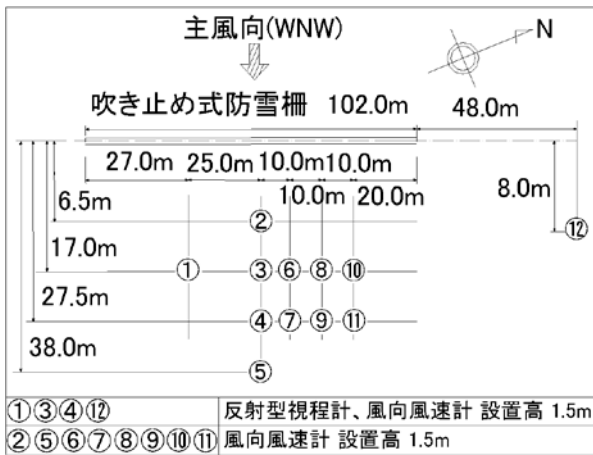 主風向(WNW)
N
吹き止め式防雪柵 102.0m
48.0m
27.0m
25.0m
10.0m
10.0m
10.0m
20.0m
8.0m
6.5m
②
⑫
17.0m
①
③
⑥
⑧
⑩
27.5m
④
⑦
⑨
⑪
38.0m
⑤
①③④⑫ 反射型視程計、風向風速計 設置高 1.5m
②⑤⑥⑦⑧⑨⑩⑪ 風向風速計 設置高 1.5m